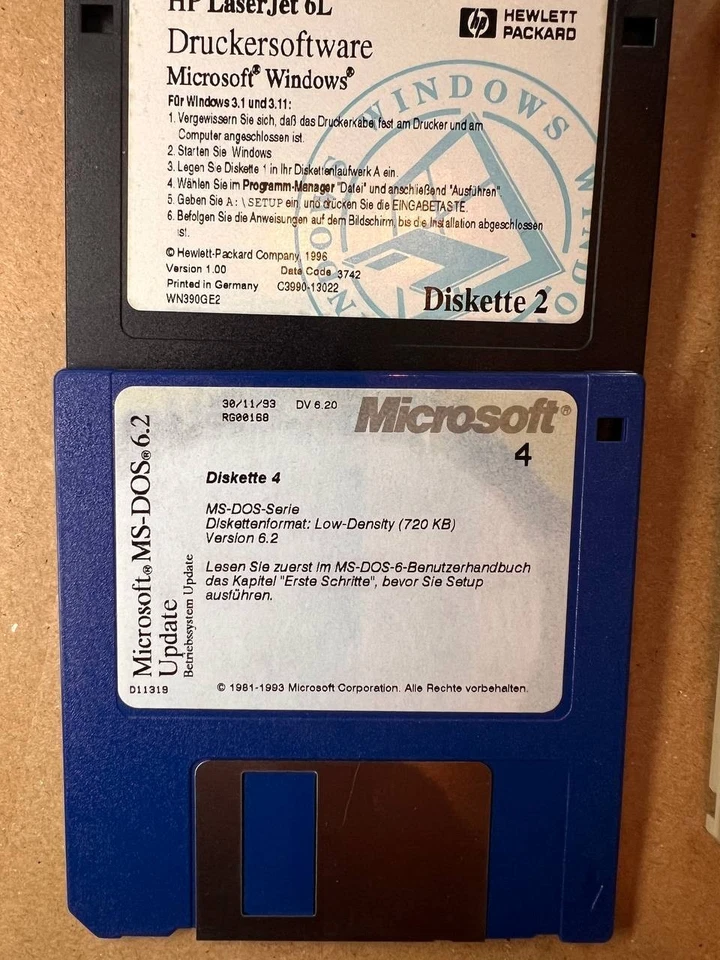 HP LaserJet 6L
HEWLETT
PACKARD
Druckersoftware
Microsoft® Windows®
Für Windows 3.1 und 3.11:
1. Vergewissern Sie sich, daß das Druckerkabel fest am Drucker und am
Computer angeschlossen ist.
2. Starten Sie Windows
3. Legen Sie Diskette 1 in Ihr Diskettenlaufwerk A ein.
4. Wählen Sie im Programm-Manager "Datei" und anschließend "Ausführen".
5. Geben Sie A:\SETUP ein und drücken Sie die EINGABETASTE.
6. Befolgen Sie die Anweisungen auf dem Bildschirm, bis die Installation abgeschlossen
ist.
© Hewlett-Packard Company, 1996
Version 1.00 Date Code 3742
Printed in Germany C3990-13022
WN390GE2
Diskette 2
WINDOWS WINDOWS WINDOWS
30/11/93 DV 6.20
RG00168
Microsoft®
4
Microsoft® MS-DOS® 6.2
Update
Betriebssystem Update
Diskette 4
MS-DOS-Serie
Diskettenformat: Low-Density (720 KB)
Version 6.2
Lesen Sie zuerst im MS-DOS-6-Benutzerhandbuch
das Kapitel "Erste Schritte", bevor Sie Setup
ausführen.
D11319
© 1981-1993 Microsoft Corporation. Alle Rechte vorbehalten.